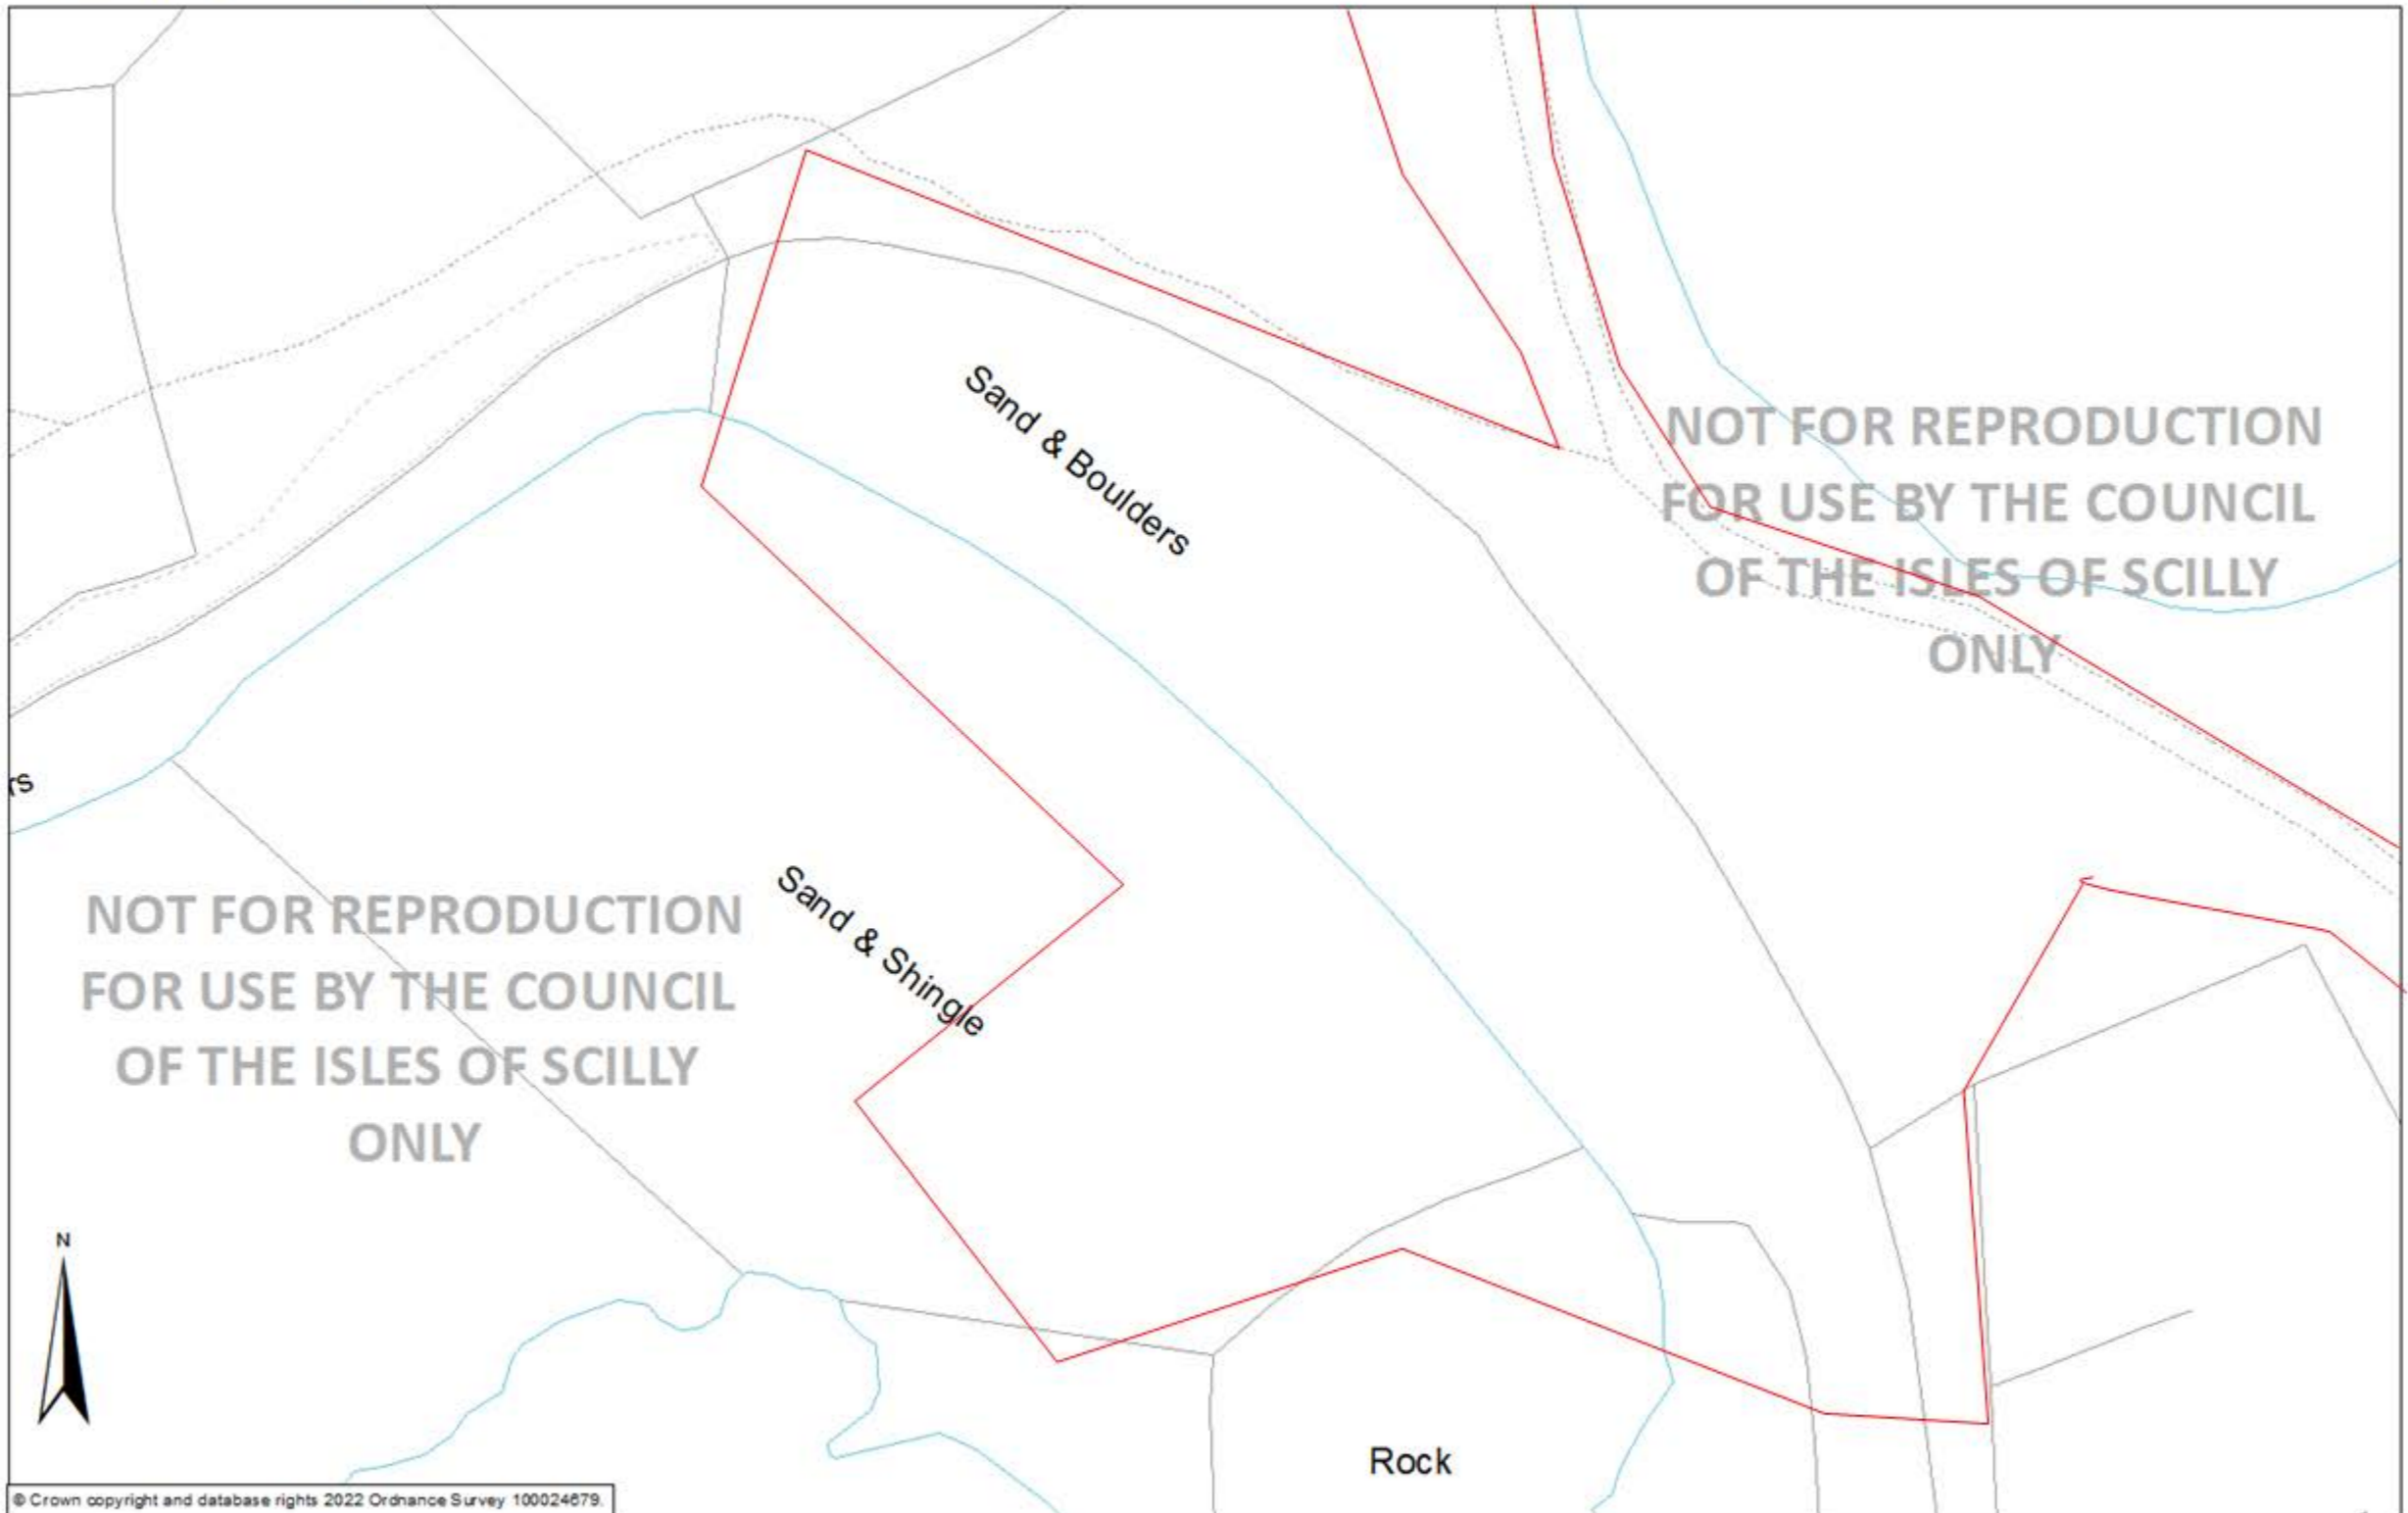 Sand & Boulders
NOT FOR REPRODUCTION
FOR USE BY THE COUNCIL
OF THE ISLES OF SCILLY
ONLY
rs
Sand & Shingle
NOT FOR REPRODUCTION
FOR USE BY THE COUNCIL
OF THE ISLES OF SCILLY
ONLY
N
Rock
© Crown copyright and database rights 2022 Ordnance Survey 100024679.